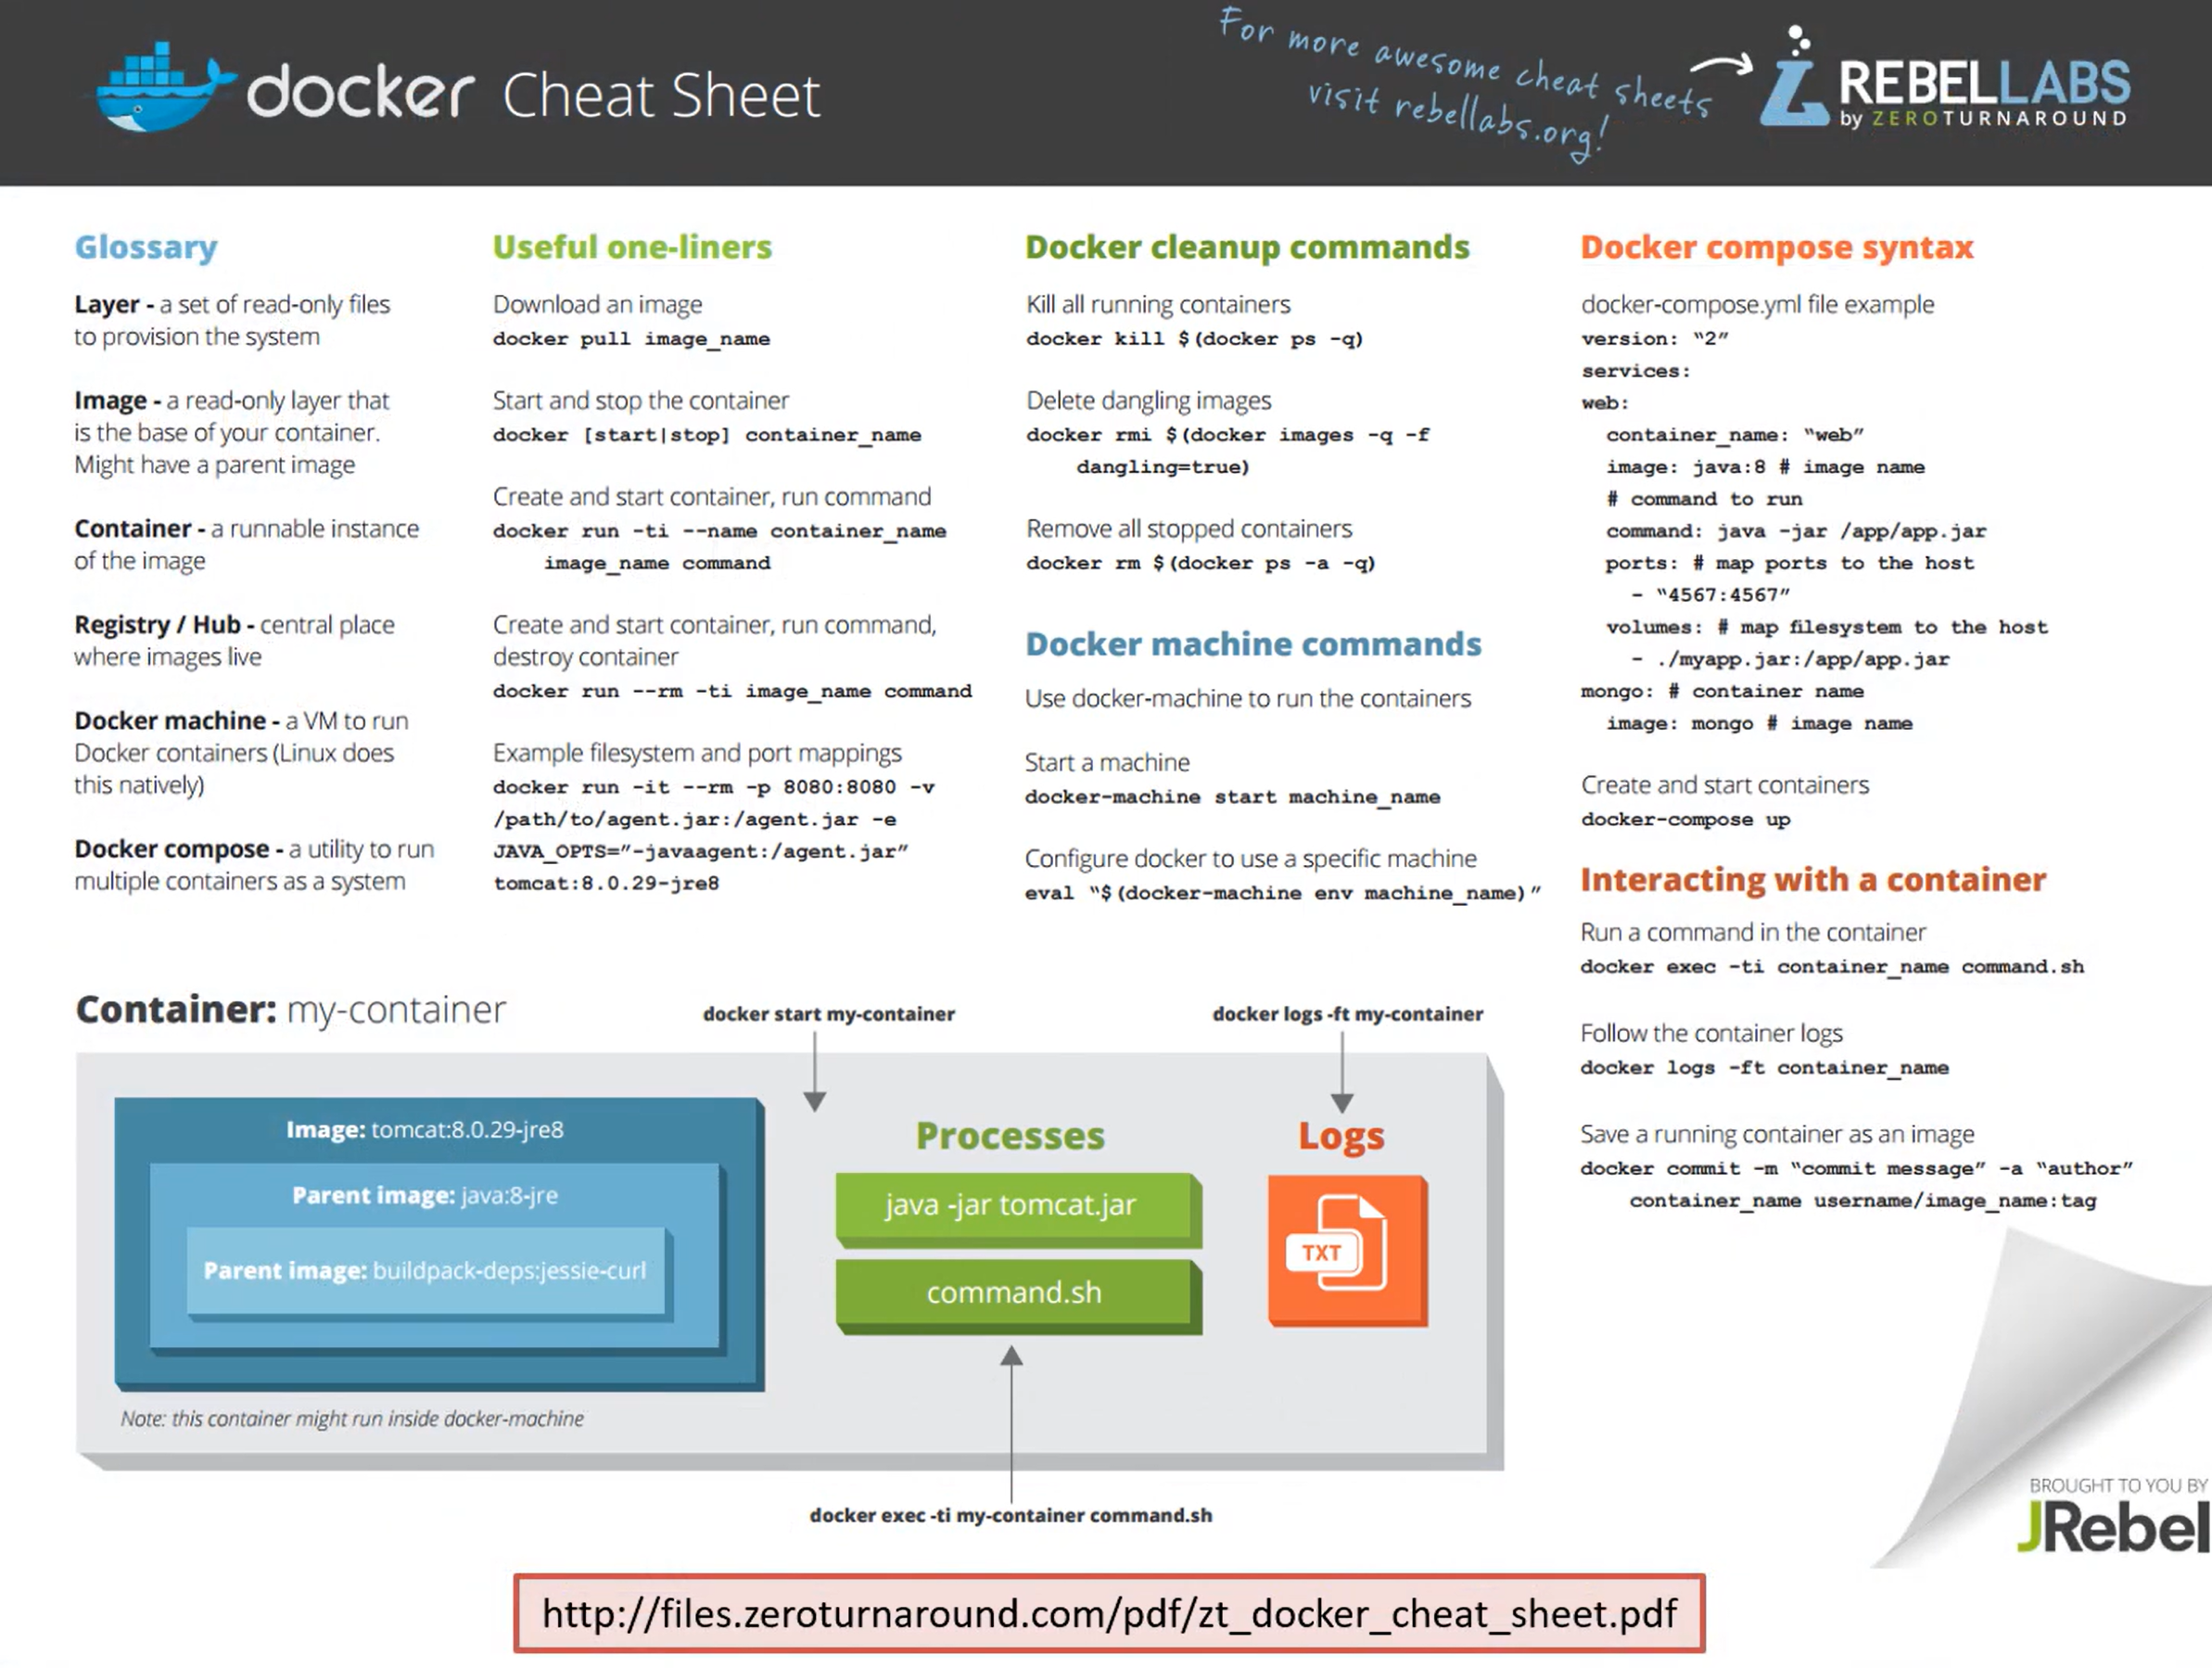 docker Cheat Sheet
For more awesome cheat sheets
visit rebellabs.org!
REBELLABS
by ZEROTURNAROUND
Glossary
Layer - a set of read-only files
to provision the system
Image - a read-only layer that
is the base of your container.
Might have a parent image
Container - a runnable instance
of the image
Registry / Hub - central place
where images live
Docker machine - a VM to run
Docker containers (Linux does
this natively)
Docker compose - a utility to run
multiple containers as a system
Useful one-liners
Download an image
docker pull image_name
Start and stop the container
docker [start|stop] container_name
Create and start container, run command
docker run -ti --name container_name
image_name command
Create and start container, run command,
destroy container
docker run --rm -ti image_name command
Example filesystem and port mappings
docker run -it --rm -p 8080:8080 -v
/path/to/agent.jar:/agent.jar -e
JAVA_OPTS=”-javaagent:/agent.jar”
tomcat:8.0.29-jre8
Docker cleanup commands
Kill all running containers
docker kill $(docker ps -q)
Delete dangling images
docker rmi $(docker images -q -f
dangling=true)
Remove all stopped containers
docker rm $(docker ps -a -q)
Docker machine commands
Use docker-machine to run the containers
Start a machine
docker-machine start machine_name
Configure docker to use a specific machine
eval “$(docker-machine env machine_name)”
Docker compose syntax
docker-compose.yml file example
version: “2”
services:
web:
container_name: “web”
image: java:8 # image name
# command to run
command: java -jar /app/app.jar
ports: # map ports to the host
- “4567:4567”
volumes: # map filesystem to the host
- ./myapp.jar:/app/app.jar
mongo: # container name
image: mongo # image name
Create and start containers
docker-compose up
Interacting with a container
Run a command in the container
docker exec -ti container_name command.sh
Follow the container logs
docker logs -ft container_name
Save a running container as an image
docker commit -m “commit message” -a “author”
container_name username/image_name:tag
Container: my-container
docker start my-container
docker logs -ft my-container
Image: tomcat:8.0.29-jre8
Parent image: java:8-jre
Parent image: buildpack-deps:jessie-curl
Note: this container might run inside docker-machine
Processes
java -jar tomcat.jar
command.sh
Logs
TXT
docker exec -ti my-container command.sh
BROUGHT TO YOU BY
JRebel
http://files.zeroturnaround.com/pdf/zt_docker_cheat_sheet.pdf